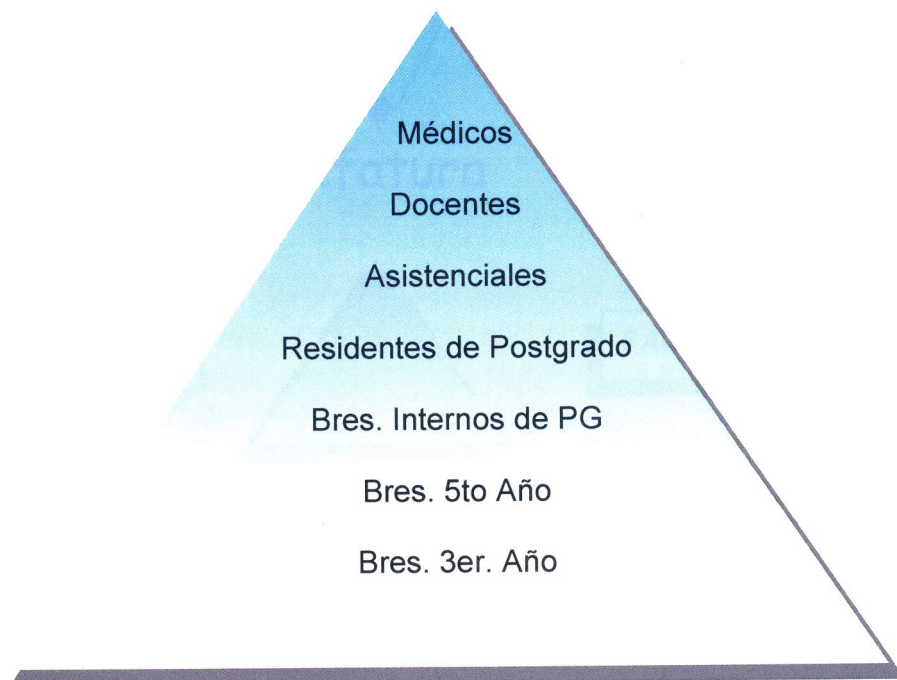 Médicos
Docentes
Asistenciales
Residentes de Postgrado
Bres. Internos de PG
Bres. 5to Año
Bres. 3er. Año